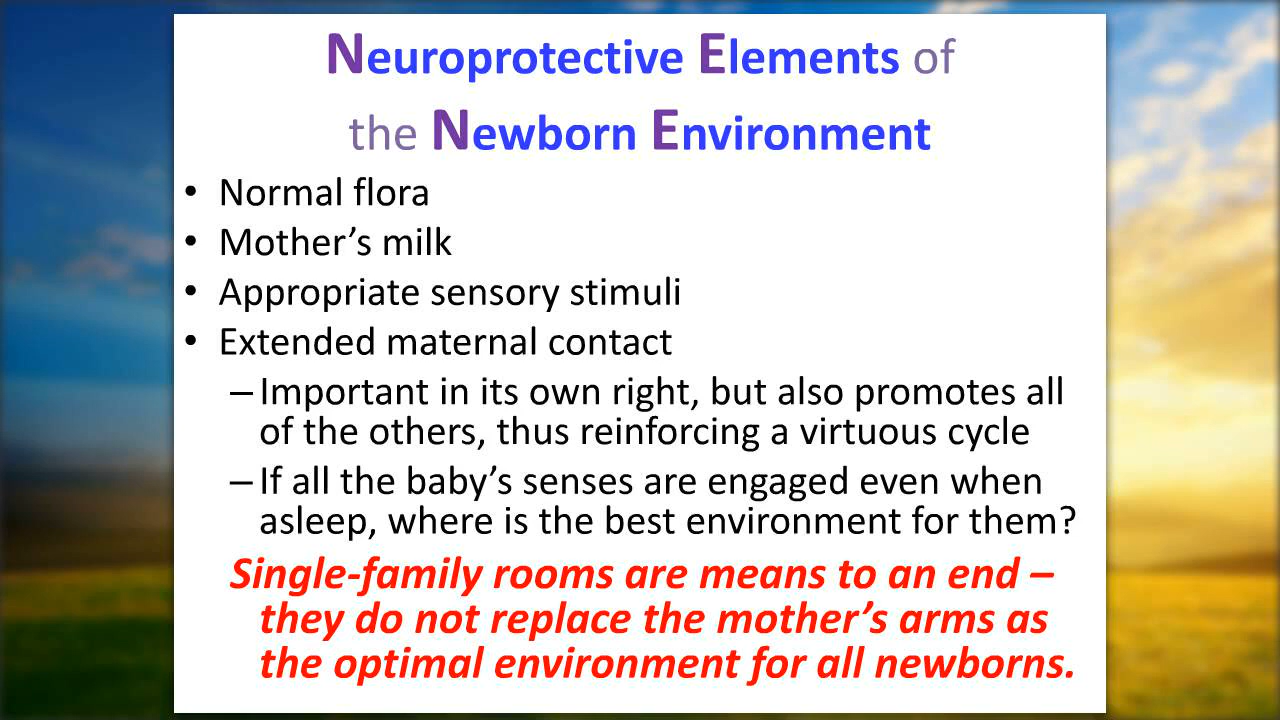 Neuroprotective Elements of
the Newborn Environment
• Normal flora
• Mother’s milk
• Appropriate sensory stimuli
• Extended maternal contact
– Important in its own right, but also promotes all
of the others, thus reinforcing a virtuous cycle
– If all the baby’s senses are engaged even when
asleep, where is the best environment for them?
Single-family rooms are means to an end –
they do not replace the mother’s arms as
the optimal environment for all newborns.